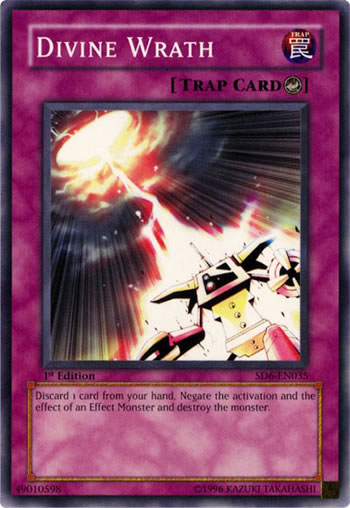 DIVINE WRATH
TRAP
罠
[TRAP CARD]
1st Edition
SD6-EN035
Discard 1 card from your hand. Negate the activation and the
effect of an Effect Monster and destroy the monster.
49010598
©1996 KAZUKI TAKAHASHI